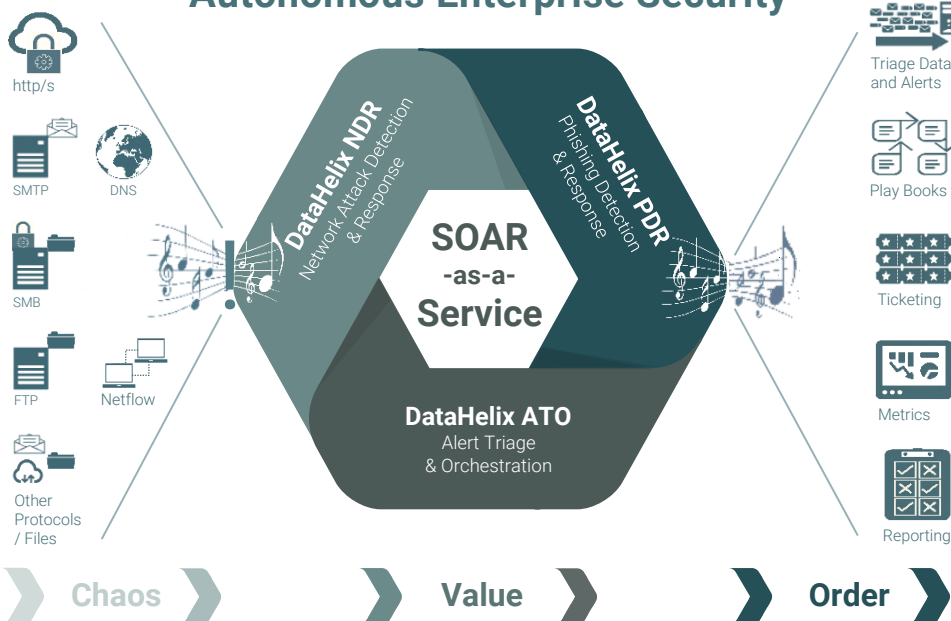 Autonomous Enterprise Security
http/s
SMTP
DNS
SMB
FTP
Netflow
Other
Protocols
/ Files
DataHelix NDR
Network Attack Detection
& Response
DataHelix PDR
Phishing Detection
& Response
SOAR
-as-a-
Service
DataHelix ATO
Alert Triage
& Orchestration
Triage Data
and Alerts
Play Books
Ticketing
Metrics
Reporting
Chaos
Value
Order